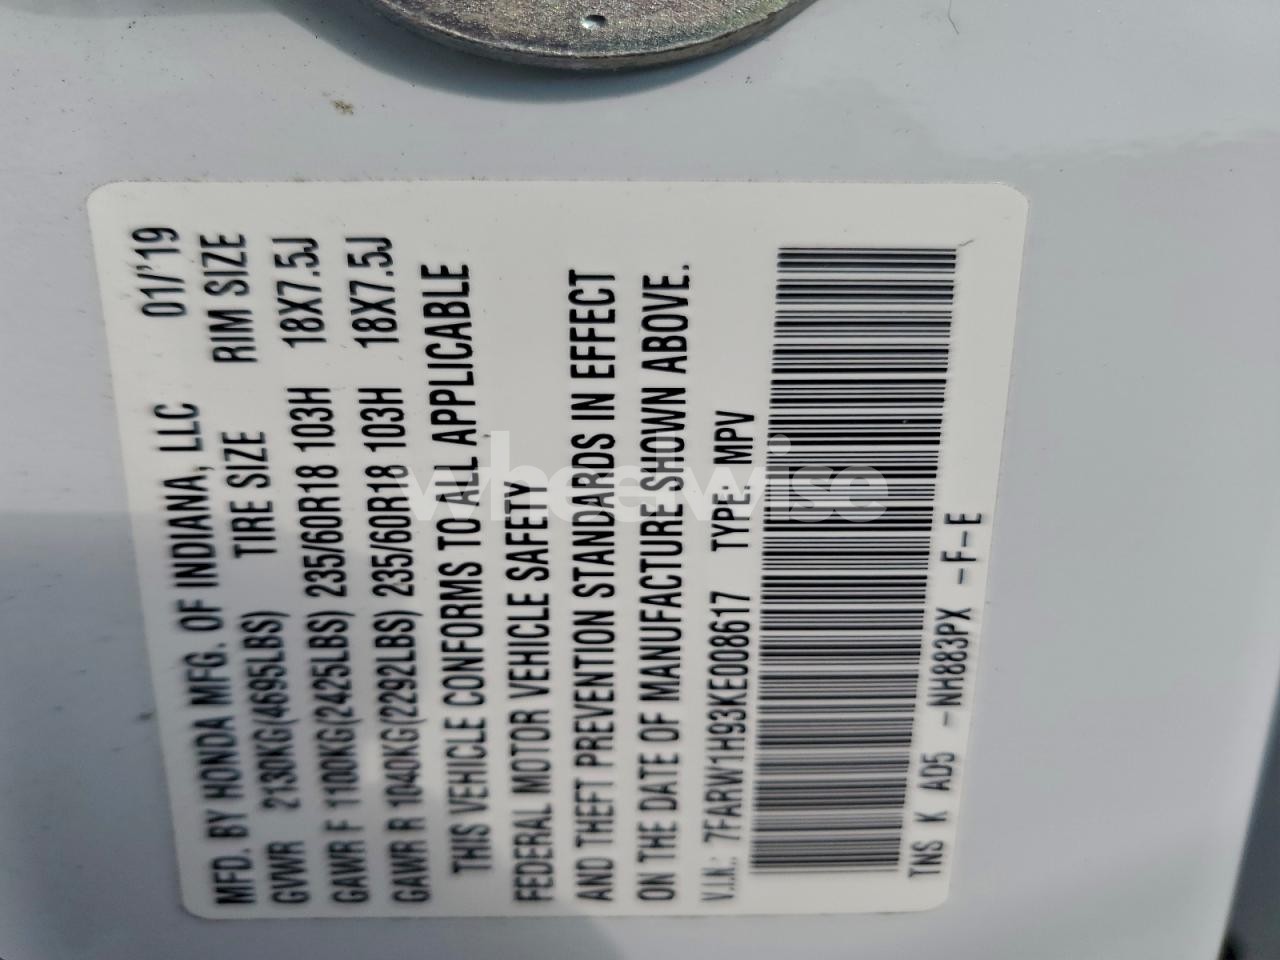 MFD. BY HONDA MFG. OF INDIANA, LLC 01/'19
GVWR 2130KG(4695LBS) TIRE SIZE RIM SIZE
GAWR F 1100KG(2425LBS) 235/60R18 103H 18X7.5J
GAWR R 1040KG(2292LBS) 235/60R18 103H 18X7.5J
THIS VEHICLE CONFORMS TO ALL APPLICABLE
FEDERAL MOTOR VEHICLE SAFETY
AND THEFT PREVENTION STANDARDS IN EFFECT
ON THE DATE OF MANUFACTURE SHOWN ABOVE.
V.I.N.: 7FARW1H93KE008617 TYPE: MPV
TNS K AD5 -NH883PX -F-E
wheelwise